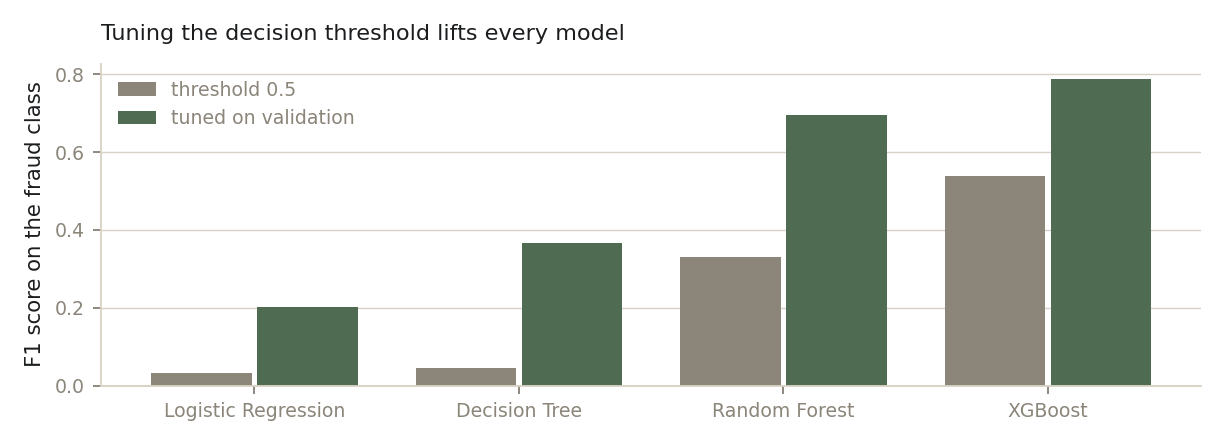 Tuning the decision threshold lifts every model
F1 score on the fraud class
0.8
0.6
0.4
0.2
0.0
threshold 0.5
tuned on validation
Logistic Regression
Decision Tree
Random Forest
XGBoost